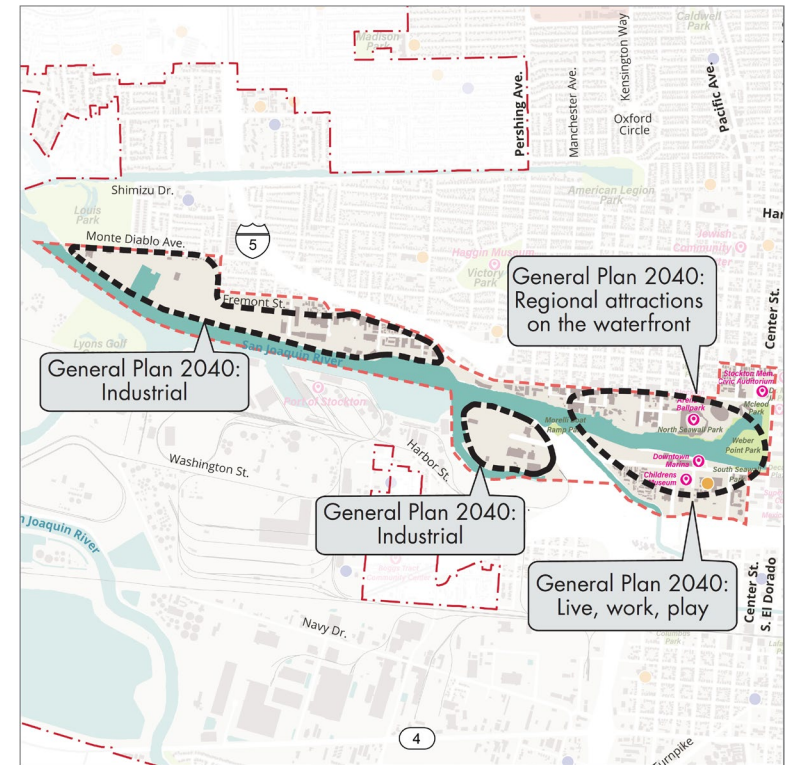 Caldwell
Park
Madison
Park
Pershing Ave.
Manchester Ave.
Kensington Way
Pacific Ave.
Oxford
Circle
Shimizu Dr.
American Legion
Park
Louis
Park
Har
Monte Diablo Ave.
5
Jewish
Community
Haggin Museum
Victory
Park
General Plan 2040:
Regional attractions
on the waterfront
Fremont St.
Center St.
Lyons Golf
San Joaquin River
General Plan 2040:
Industrial
Port of Stockton
Stockton Mem.
Civic Auditorium
Mcleod
Park
Ballpark
North Seawall Park
Weber
Point Park
Downtown
Marina
Childrens
Museum
South Seawall
Washington St.
Harbor St.
General Plan 2040:
Industrial
n Joaquin River
General Plan 2040:
Live, work, play
Center St.
S. El Dorado
Navy Dr.
Columbus
Park
4
Turnpike